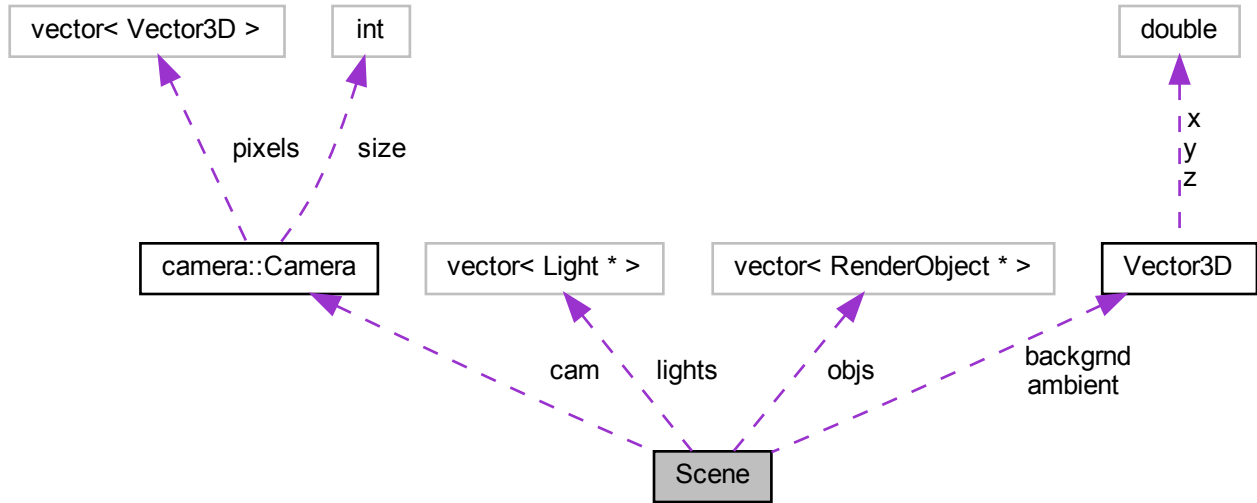 vector< Vector3D >
int
double
pixels
size
x
y
z
camera::Camera
vector< Light * >
vector< RenderObject * >
Vector3D
cam
lights
objs
backgrnd
ambient
Scene